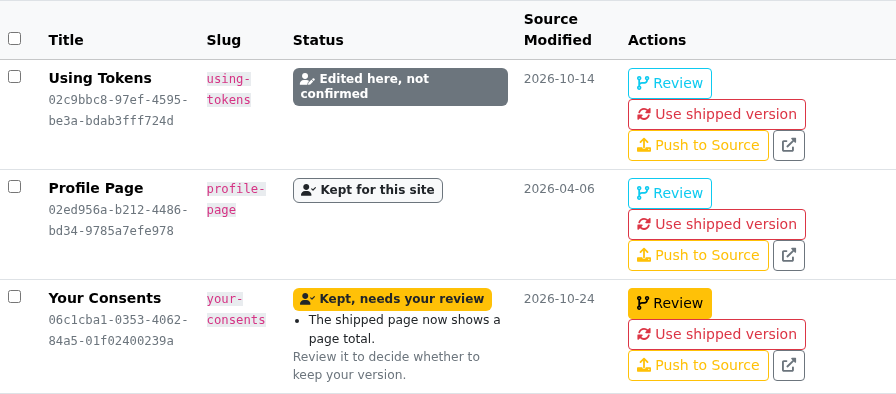 Title
Slug
Status
Source
Modified
Actions
Using Tokens
02c9bbc8-97ef-4595-
be3a-bdab3fff724d
using-
tokens
Edited here, not
confirmed
2026-10-14
Review
Use shipped version
Push to Source
Profile Page
02ed956a-b212-4486-
bd34-9785a7efe978
profile-
page
Kept for this site
2026-04-06
Review
Use shipped version
Push to Source
Your Consents
06c1cba1-0353-4062-
84a5-01f02400239a
your-
consents
Kept, needs your review
• The shipped page now shows a
page total.
Review it to decide whether to
keep your version.
2026-10-24
Review
Use shipped version
Push to Source